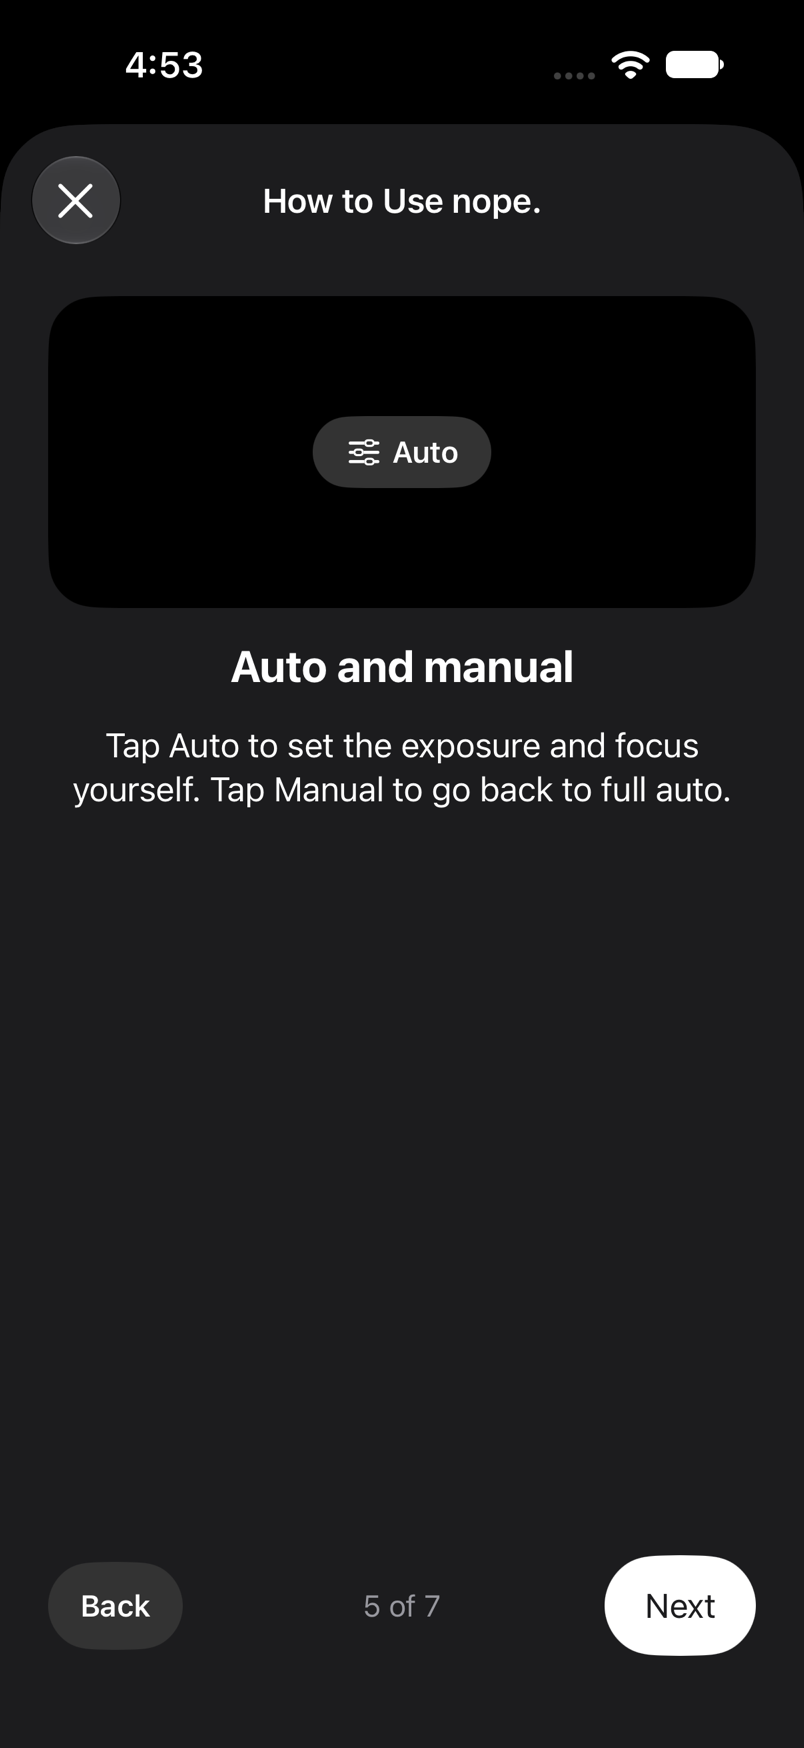 4:53
How to Use nope.
Auto
Auto and manual
Tap Auto to set the exposure and focus
yourself. Tap Manual to go back to full auto.
Back
5 of 7
Next